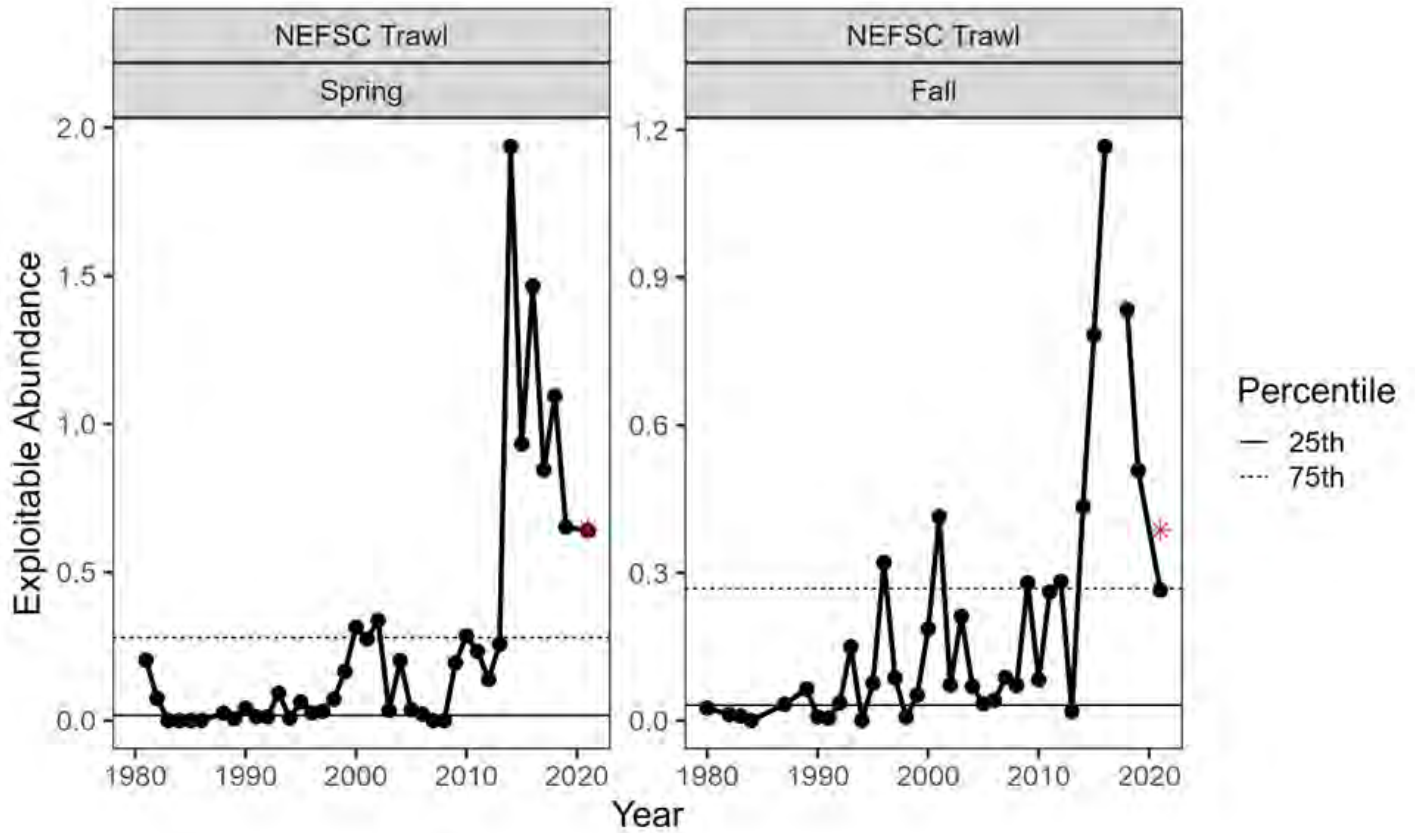 NEFSC Trawl
NEFSC Trawl
Spring
Fall
Exploitable Abundance
2.0
1.5
1.0
0.5
0.0
1.2
0.9
0.6
0.3
0.0
1980 1990 2000 2010 2020
1980 1990 2000 2010 2020
Year
Percentile
25th
75th